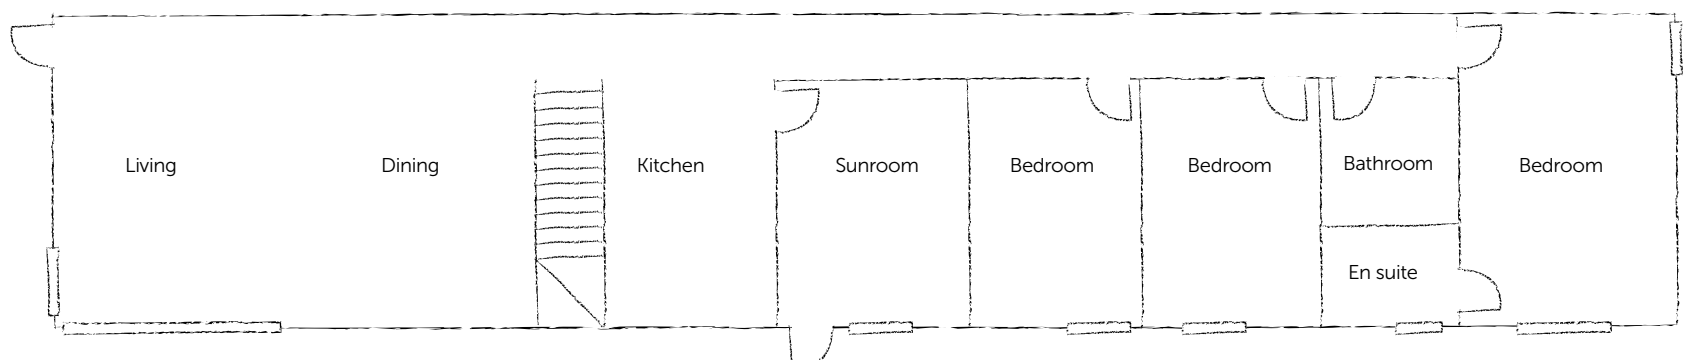 Living
Dining
Kitchen
Sunroom
Bedroom
Bedroom
Bathroom
Bedroom
En suite